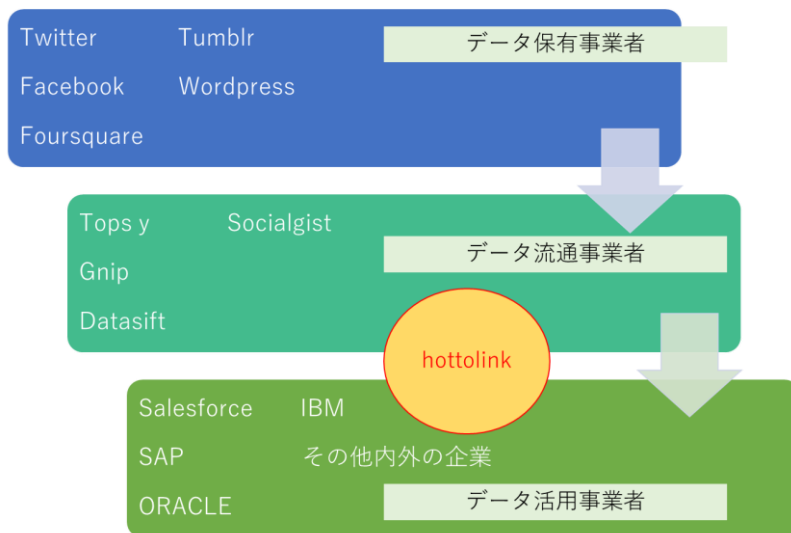 Twitter Tumblr
データ保有事業者
Facebook Wordpress
Foursquare
Tops y Socialgist
データ流通事業者
Gnip
Datasift
hottolink
Salesforce IBM
SAP その他内外の企業
ORACLE
データ活用事業者